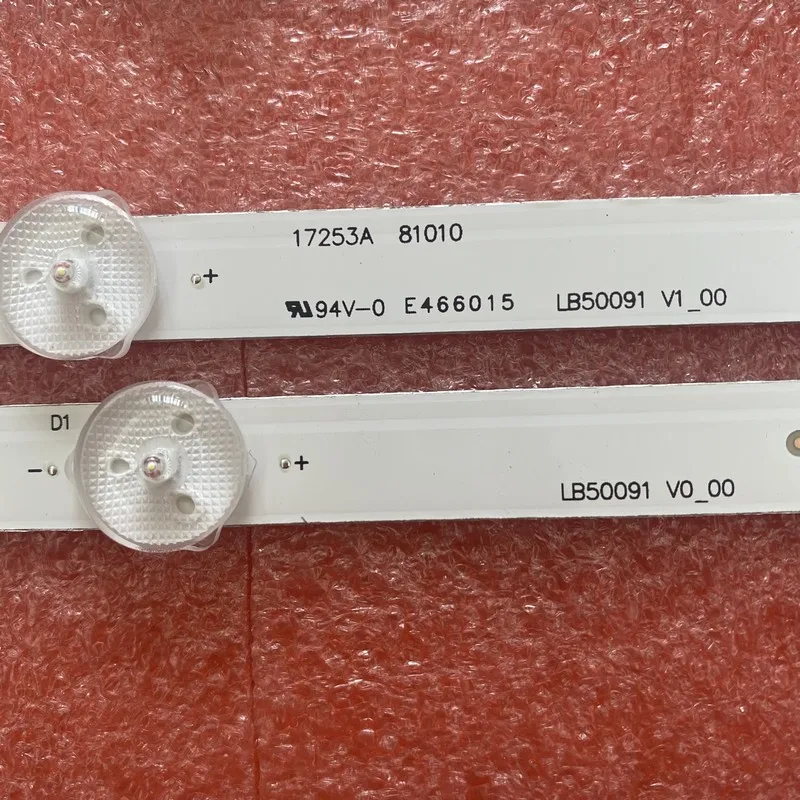 17253A 81010
+
94V-0 E466015 LB50091 V1_00
D1
- +
LB50091 V0_00